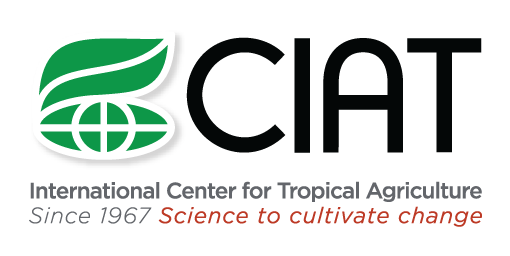 CIAT
International Center for Tropical Agriculture
Since 1967 Science to cultivate change